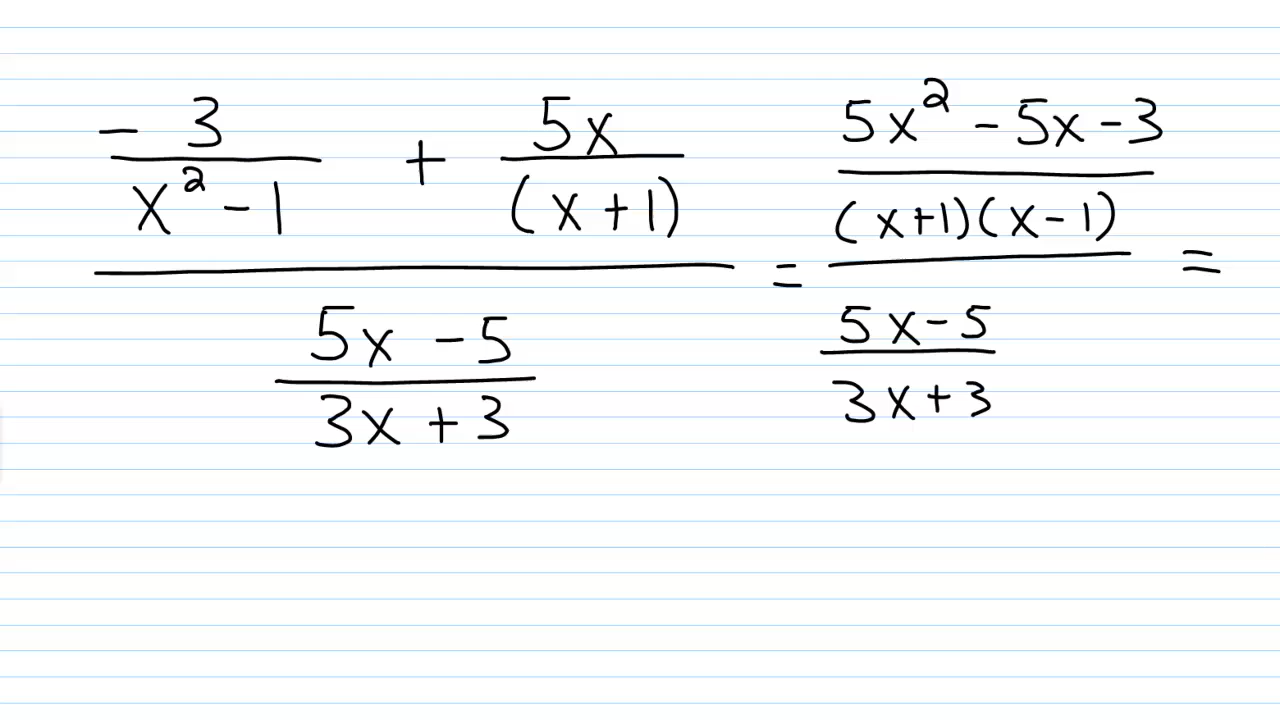 - 3 5x 5x² - 5x - 3
x² - 1 + (x + 1) (x+1)(x-1)
= =
5x - 5 5x - 5
3x + 3 3x + 3